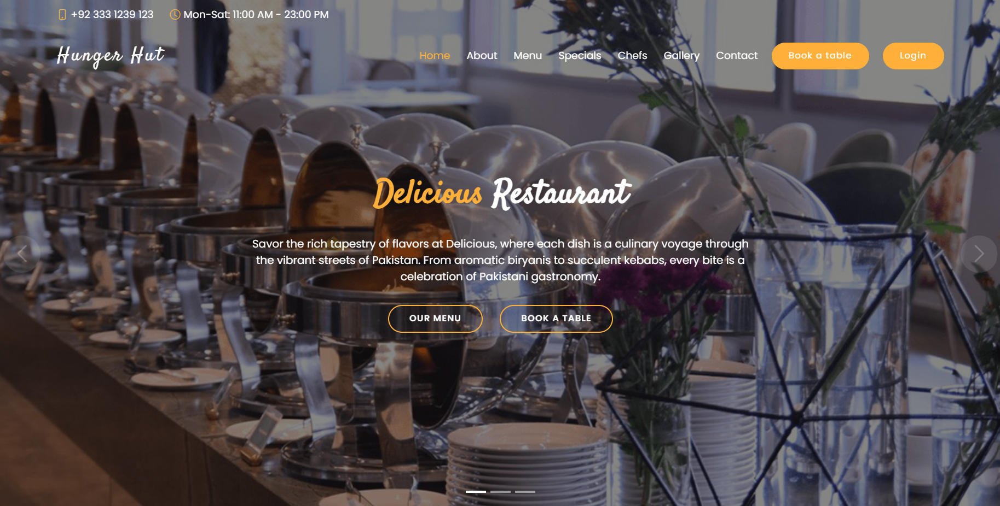 +92 333 1239 123 Mon-Sat: 11:00 AM - 23:00 PM
Hunger Hut
Home About Menu Specials Chefs Gallery Contact Book a table Login
Delicious Restaurant
Savor the rich tapestry of flavors at Delicious, where each dish is a culinary voyage through
the vibrant streets of Pakistan. From aromatic biryanis to succulent kebabs, every bite is a
celebration of Pakistani gastronomy.
OUR MENU BOOK A TABLE